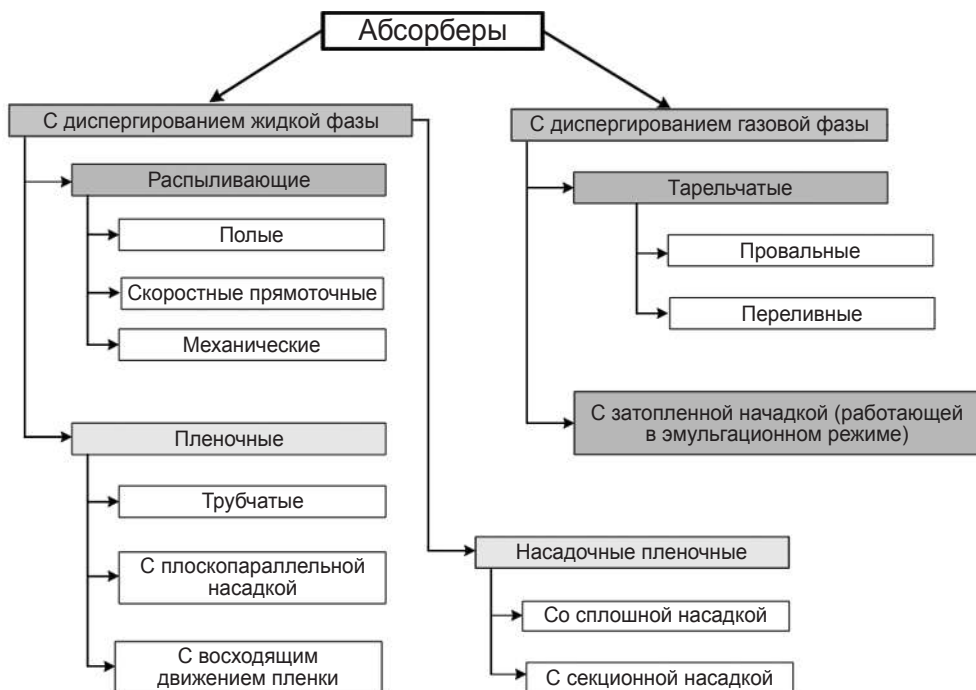 Абсорберы
С диспергированием жидкой фазы
Распыливающие
Полые
Скоростные прямоточные
Механические
Пленочные
Трубчатые
С плоскопараллельной
насадкой
С восходящим
движением пленки
Насадочные пленочные
Со сплошной насадкой
С секционной насадкой
С диспергированием газовой фазы
Тарельчатые
Провальные
Переливные
С затопленной начадкой (работающей
в эмульгационном режиме)